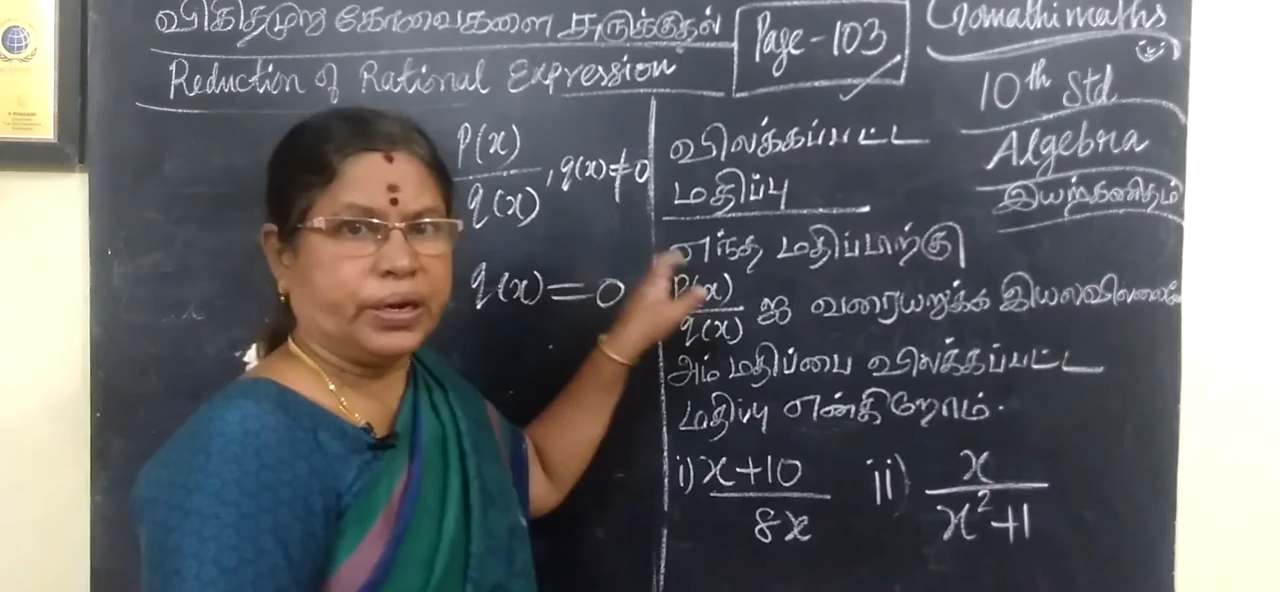 விகிதமுறு கோவைகளை சுருக்குதல்
Reduction of Rational Expression
Page-103
Gomathimaths
10th Std
Algebra
இயற்கணிதம்
P(x)
q(x) , q(x)≠0
q(x)=0
விலக்கப்பட்ட
மதிப்பு
எந்த மதிப்பிற்கு
P(x)
q(x) ஐ வரையறுக்க இயலவில்லையோ
அம் மதிப்பை விலக்கப்பட்ட
மதிப்பு என்கிறோம்.
i) x+10
8x
ii) x
x²+1